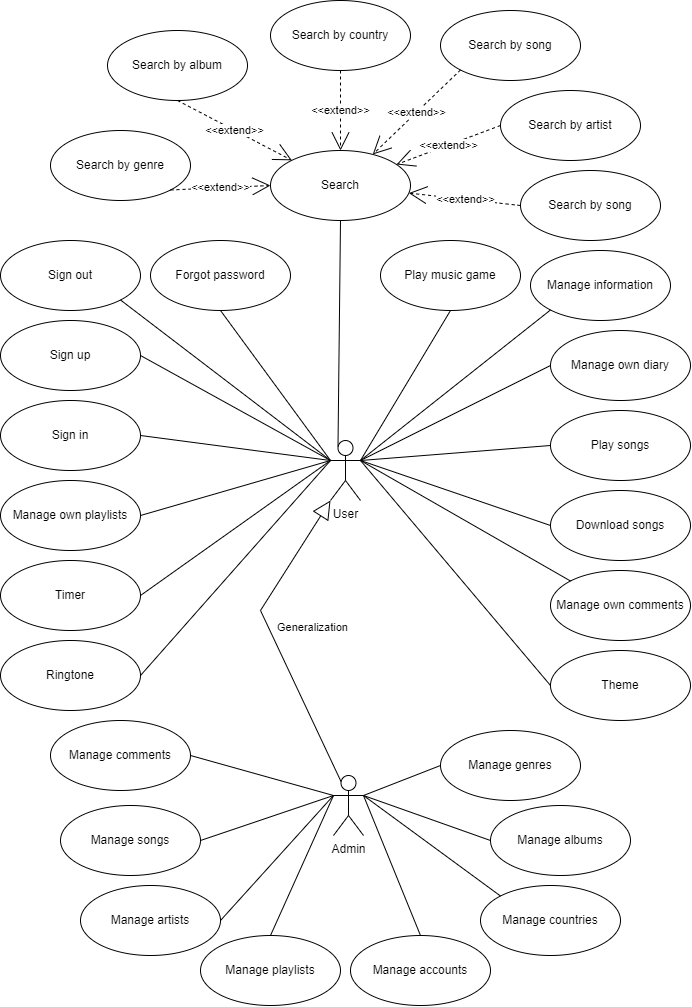 Search by country
Search by song
Search by album
<<extend>>
<<extend>>
Search by artist
<<extend>>
<<extend>>
Search by genre
<<extend>>
Search
<<extend>>
Search by song
Sign out
Forgot password
Play music game
Manage information
Sign up
Manage own diary
Sign in
Play songs
Manage own playlists
User
Download songs
Timer
Manage own comments
Generalization
Ringtone
Theme
Manage comments
Manage genres
Manage songs
Admin
Manage albums
Manage artists
Manage countries
Manage playlists
Manage accounts